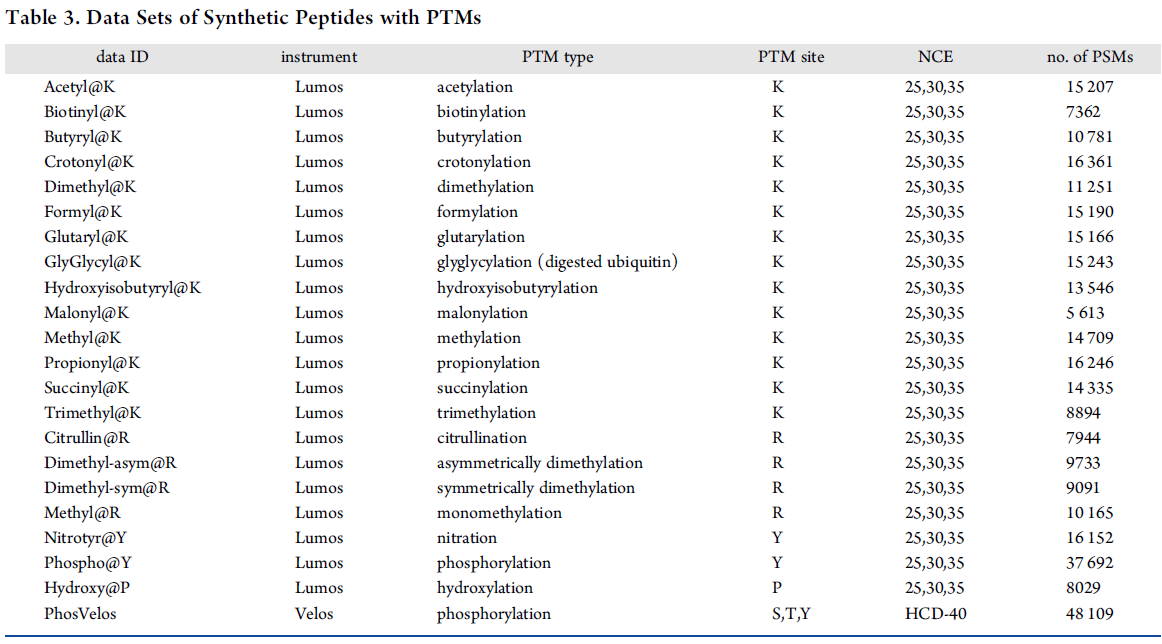 Table 3. Data Sets of Synthetic Peptides with PTMs
data ID instrument PTM type PTM site NCE no. of PSMs
Acetyl@K Lumos acetylation K 25,30,35 15 207
Biotinyl@K Lumos biotinylation K 25,30,35 7362
Butyryl@K Lumos butyrylation K 25,30,35 10 781
Crotonyl@K Lumos crotonylation K 25,30,35 16 361
Dimethyl@K Lumos dimethylation K 25,30,35 11 251
Formyl@K Lumos formylation K 25,30,35 15 190
Glutaryl@K Lumos glutarylation K 25,30,35 15 166
GlyGlycyl@K Lumos glyglycylation (digested ubiquitin) K 25,30,35 15 243
Hydroxyisobutyryl@K Lumos hydroxyisobutyrylation K 25,30,35 13 546
Malonyl@K Lumos malonylation K 25,30,35 5 613
Methyl@K Lumos methylation K 25,30,35 14 709
Propionyl@K Lumos propionylation K 25,30,35 16 246
Succinyl@K Lumos succinylation K 25,30,35 14 335
Trimethyl@K Lumos trimethylation K 25,30,35 8894
Citrullin@R Lumos citrullination R 25,30,35 7944
Dimethyl-asym@R Lumos asymmetrically dimethylation R 25,30,35 9733
Dimethyl-sym@R Lumos symmetrically dimethylation R 25,30,35 9091
Methyl@R Lumos monomethylation R 25,30,35 10 165
Nitrotyr@Y Lumos nitration Y 25,30,35 16 152
Phospho@Y Lumos phosphorylation Y 25,30,35 37 692
Hydroxy@P Lumos hydroxylation P 25,30,35 8029
PhosVelos Velos phosphorylation S,T,Y HCD-40 48 109